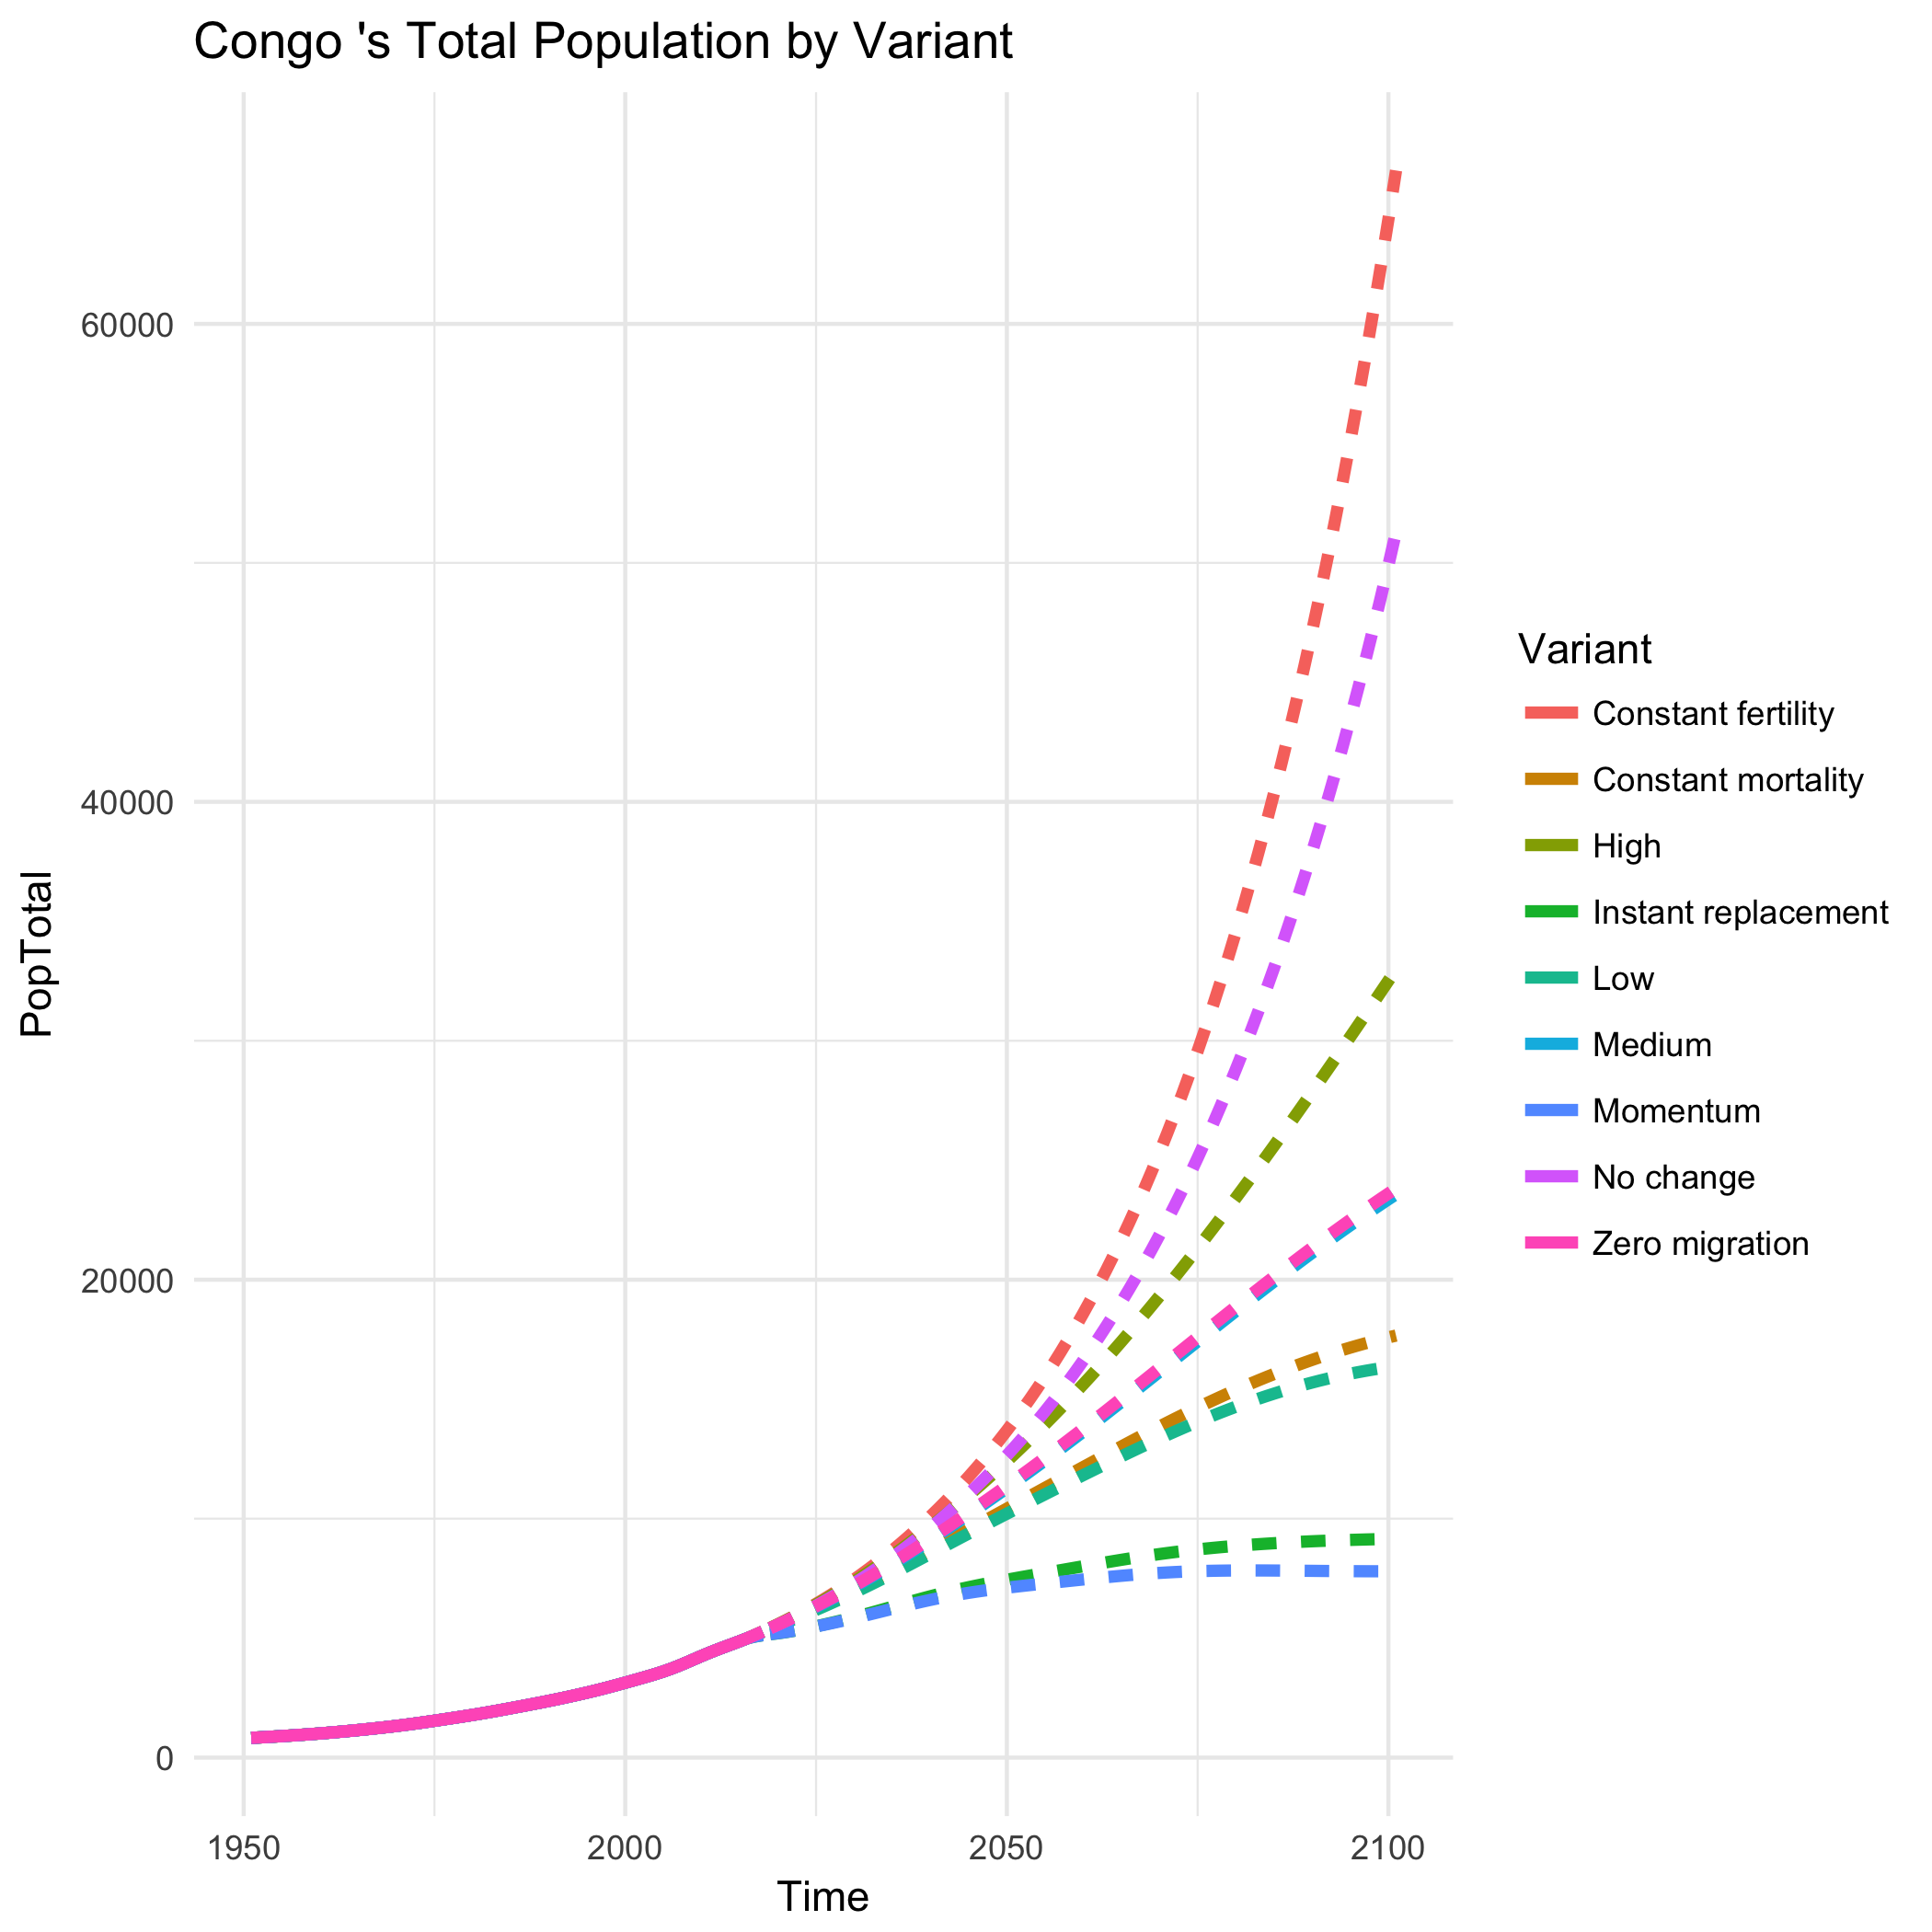 Congo 's Total Population by Variant
60000
40000
20000
0
PopTotal
1950
2000
2050
2100
Time
Variant
Constant fertility
Constant mortality
High
Instant replacement
Low
Medium
Momentum
No change
Zero migration